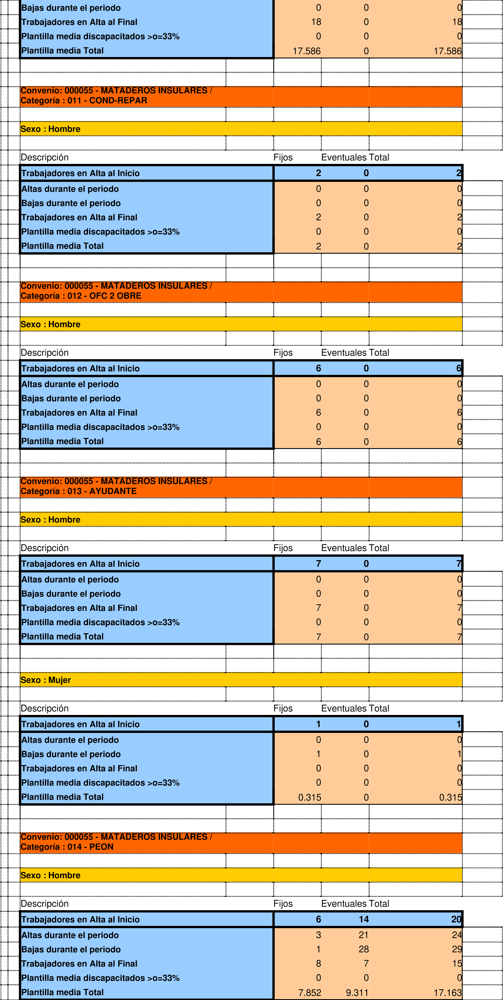 Bajas durante el periodo 0 0 0
Trabajadores en Alta al Final 18 0 18
Plantilla media discapacitados >o=33% 0 0 0
Plantilla media Total 17.586 0 17.586
Convenio: 000055 - MATADEROS INSULARES /
Categoría : 011 - COND-REPAR
Sexo : Hombre
Descripción Fijos Eventuales Total
Trabajadores en Alta al Inicio 2 0 2
Altas durante el periodo 0 0 0
Bajas durante el periodo 0 0 0
Trabajadores en Alta al Final 2 0 2
Plantilla media discapacitados >o=33% 0 0 0
Plantilla media Total 2 0 2
Convenio: 000055 - MATADEROS INSULARES /
Categoría : 012 - OFC 2 OBRE
Sexo : Hombre
Descripción Fijos Eventuales Total
Trabajadores en Alta al Inicio 6 0 6
Altas durante el periodo 0 0 0
Bajas durante el periodo 0 0 0
Trabajadores en Alta al Final 6 0 6
Plantilla media discapacitados >o=33% 0 0 0
Plantilla media Total 6 0 6
Convenio: 000055 - MATADEROS INSULARES /
Categoría : 013 - AYUDANTE
Sexo : Hombre
Descripción Fijos Eventuales Total
Trabajadores en Alta al Inicio 7 0 7
Altas durante el periodo 0 0 0
Bajas durante el periodo 0 0 0
Trabajadores en Alta al Final 7 0 7
Plantilla media discapacitados >o=33% 0 0 0
Plantilla media Total 7 0 7
Sexo : Mujer
Descripción Fijos Eventuales Total
Trabajadores en Alta al Inicio 1 0 1
Altas durante el periodo 0 0 0
Bajas durante el periodo 1 0 1
Trabajadores en Alta al Final 0 0 0
Plantilla media discapacitados >o=33% 0 0 0
Plantilla media Total 0.315 0 0.315
Convenio: 000055 - MATADEROS INSULARES /
Categoría : 014 - PEON
Sexo : Hombre
Descripción Fijos Eventuales Total
Trabajadores en Alta al Inicio 6 14 20
Altas durante el periodo 3 21 24
Bajas durante el periodo 1 28 29
Trabajadores en Alta al Final 8 7 15
Plantilla media discapacitados >o=33% 0 0 0
Plantilla media Total 7.852 9.311 17.163